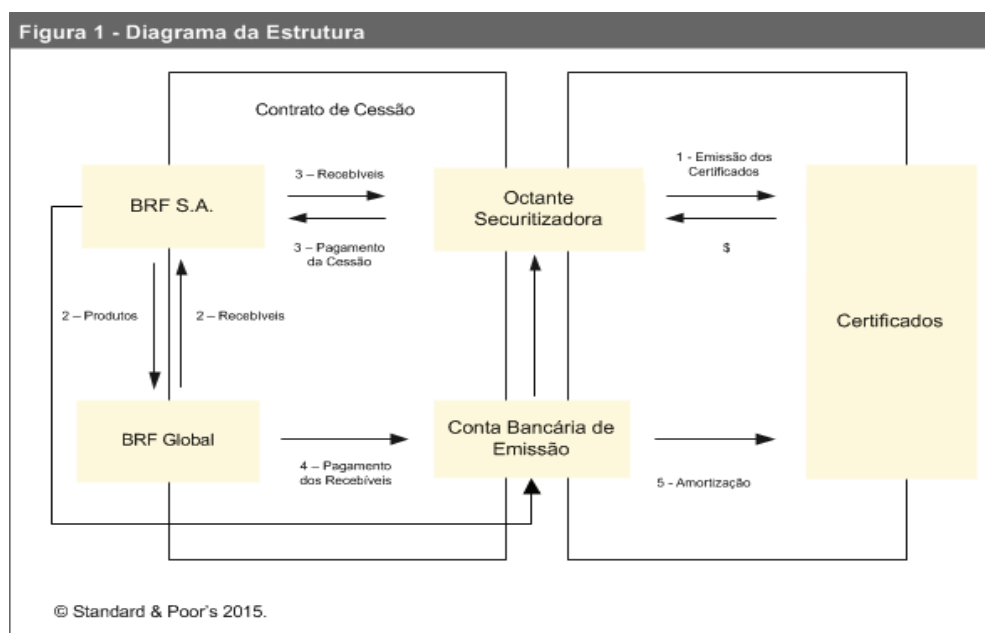 Figura 1 - Diagrama da Estrutura
Contrato de Cessão
1 - Emissão dos
Certificados
3 – Recebíveis
BRF S.A.
Octante
Securitizadora
3 – Pagamento
da Cessão
$
2 – Produtos
2 – Recebíveis
Certificados
BRF Global
Conta Bancária de
Emissão
4 – Pagamento
dos Recebíveis
5 - Amortização
© Standard & Poor's 2015.